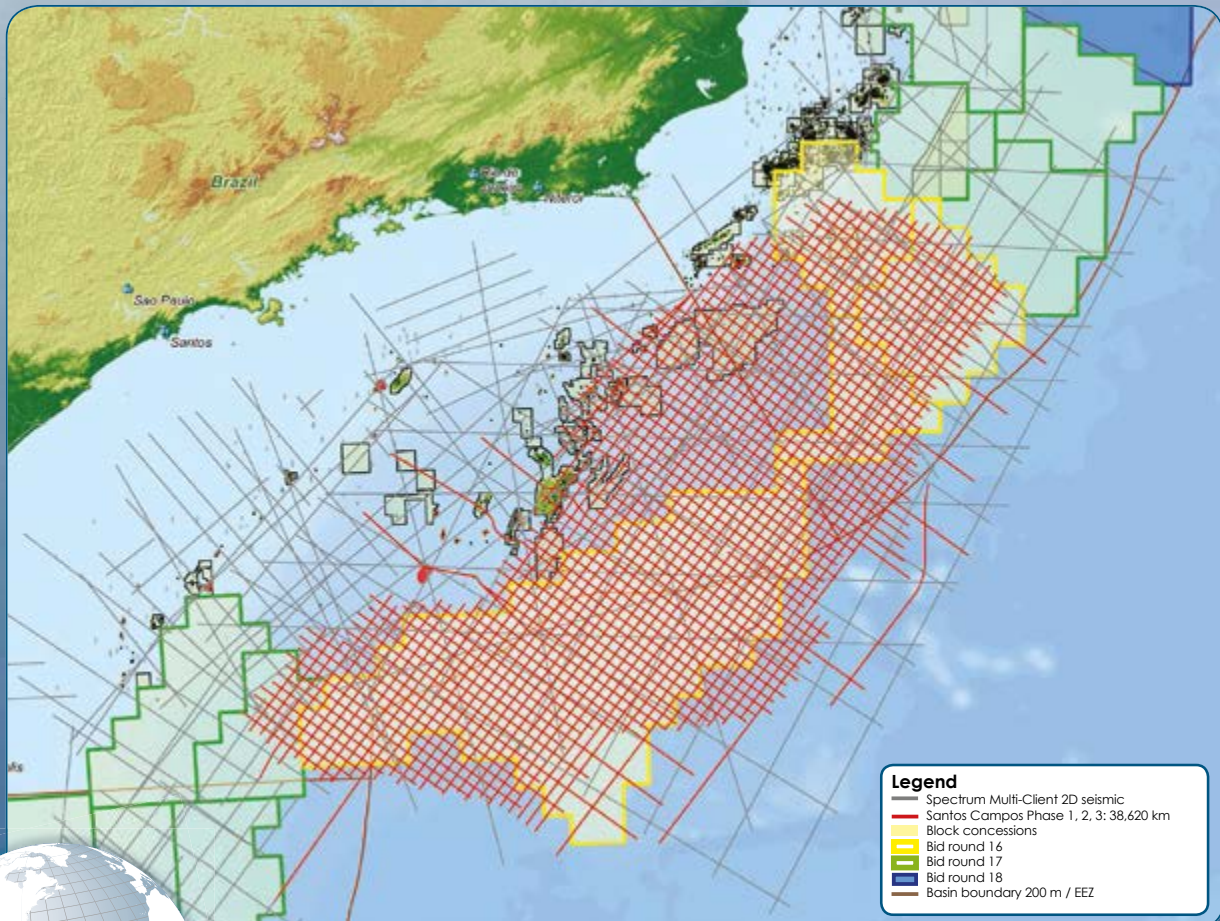 Brazil
Niteroi
Sao Paulo
Santos
Legend
Spectrum Multi-Client 2D seismic
Santos Campos Phase 1, 2, 3: 38,620 km
Block concessions
Bid round 16
Bid round 17
Bid round 18
Basin boundary 200 m / EEZ